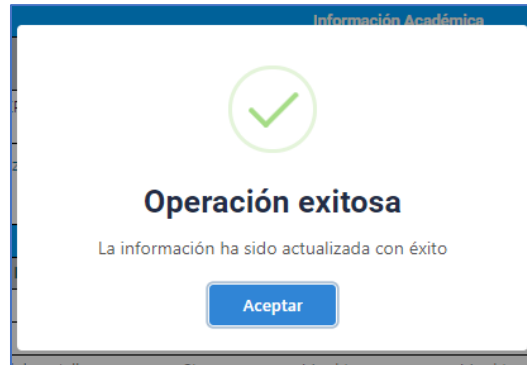 Información Académica
Operación exitosa
La información ha sido actualizada con éxito
Aceptar